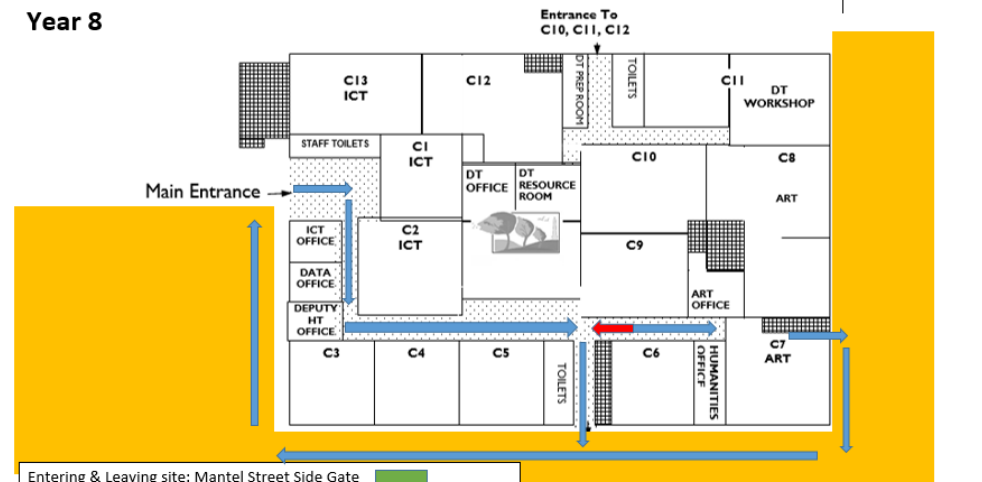 Year 8
Entrance To
C10, C11, C12
C13
ICT
C12
DT PREP ROOM
TOILETS
C11
DT
WORKSHOP
STAFF TOILETS
C1
ICT
C10
C8
ART
DT
OFFICE
DT
RESOURCE
ROOM
Main Entrance
ICT
OFFICE
C2
ICT
C9
DATA
OFFICE
ART
OFFICE
DEPUTY
HT
OFFICE
C3
C4
C5
TOILETS
C6
HUMANITIES
OFFICE
C7
ART
Entering & Leaving site: Mantel Street Side Gate